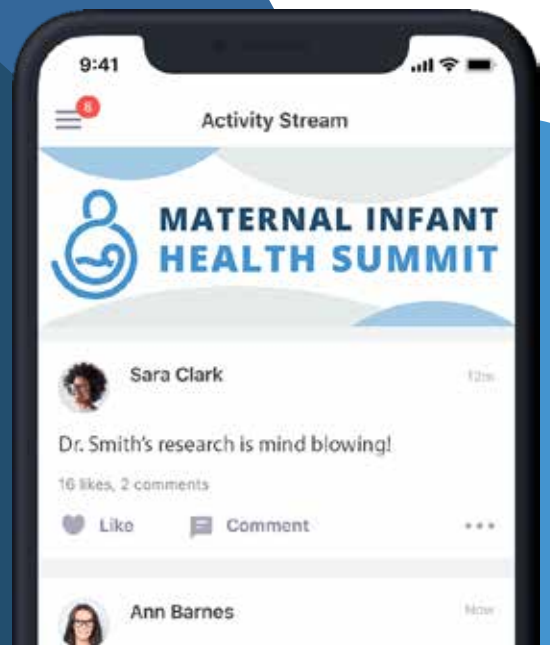 9:41
6
Activity Stream
MATERNAL INFANT
HEALTH SUMMIT
Sara Clark
12m
Dr. Smith's research is mind blowing!
16 likes, 2 comments
Like
Comment
Ann Barnes
Now